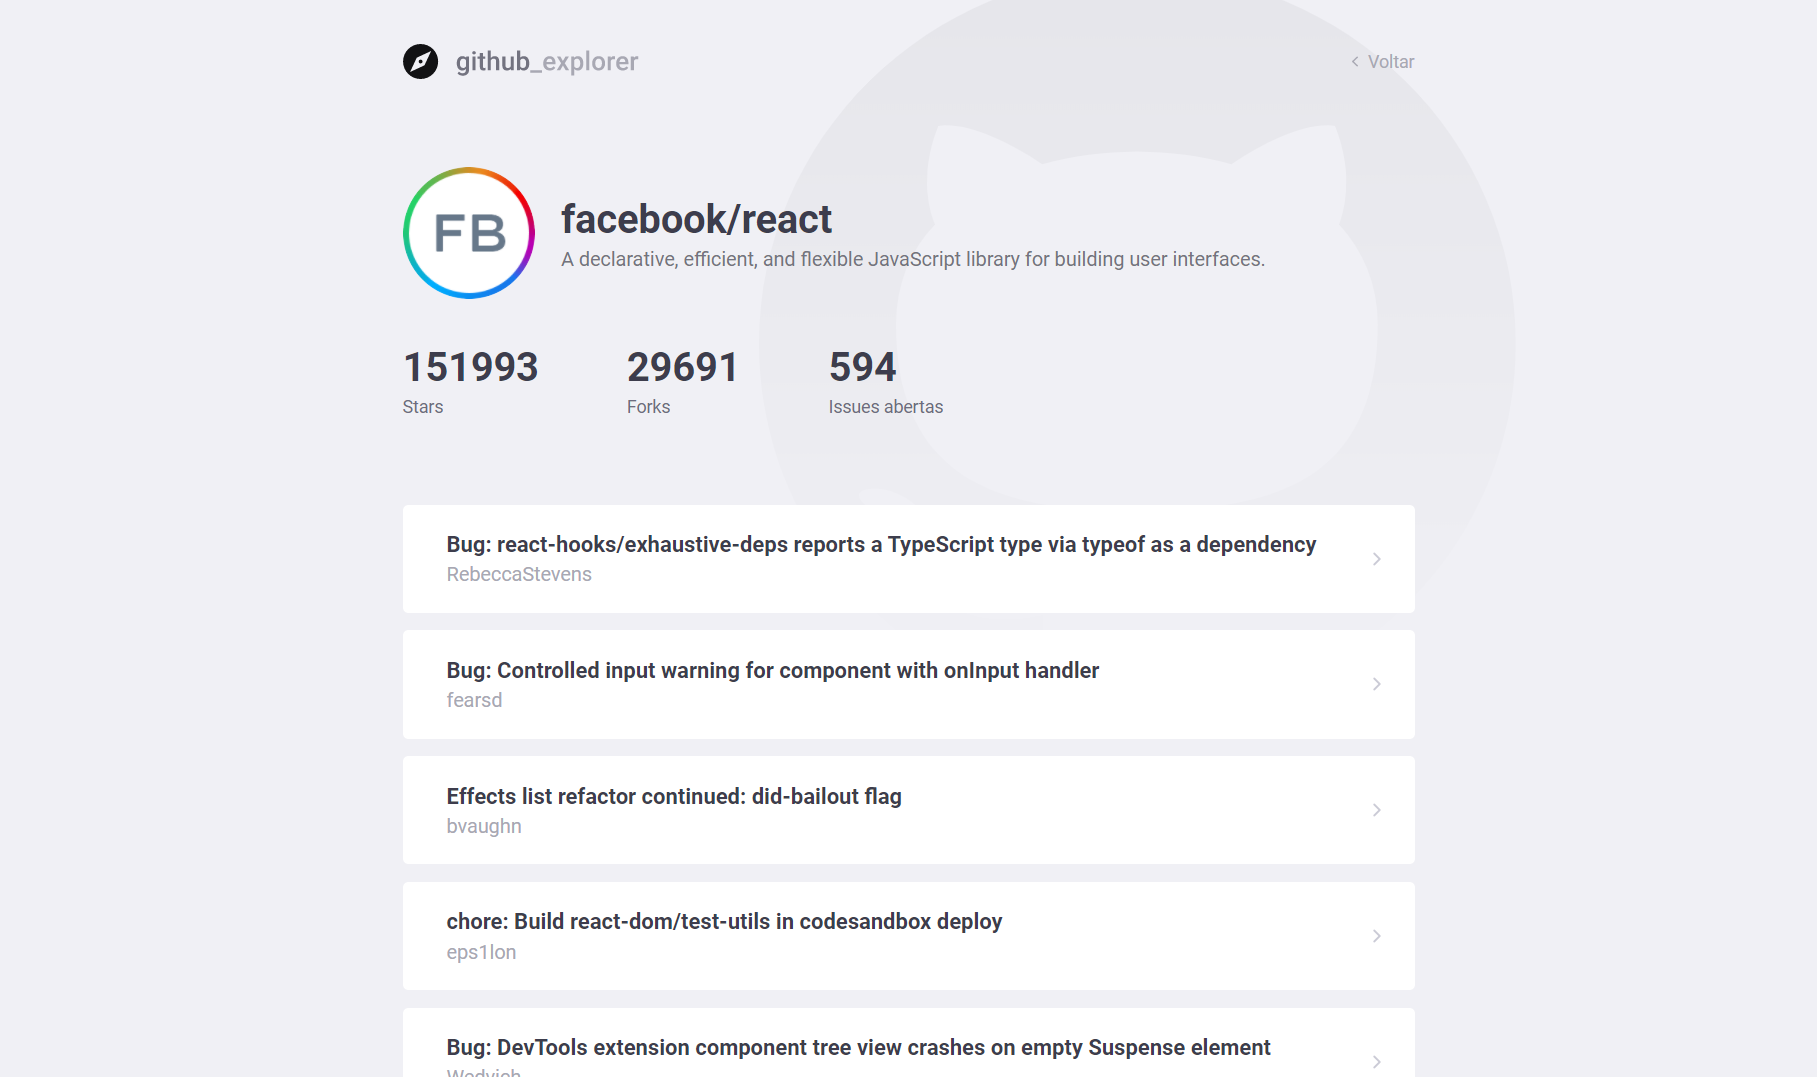 github_explorer
Voltar
FB
facebook/react
A declarative, efficient, and flexible JavaScript library for building user interfaces.
151993 29691 594
Stars Forks Issues abertas
Bug: react-hooks/exhaustive-deps reports a TypeScript type via typeof as a dependency
RebeccaStevens
Bug: Controlled input warning for component with onInput handler
fearsd
Effects list refactor continued: did-bailout flag
bvaughn
chore: Build react-dom/test-utils in codesandbox deploy
eps1lon
Bug: DevTools extension component tree view crashes on empty Suspense element